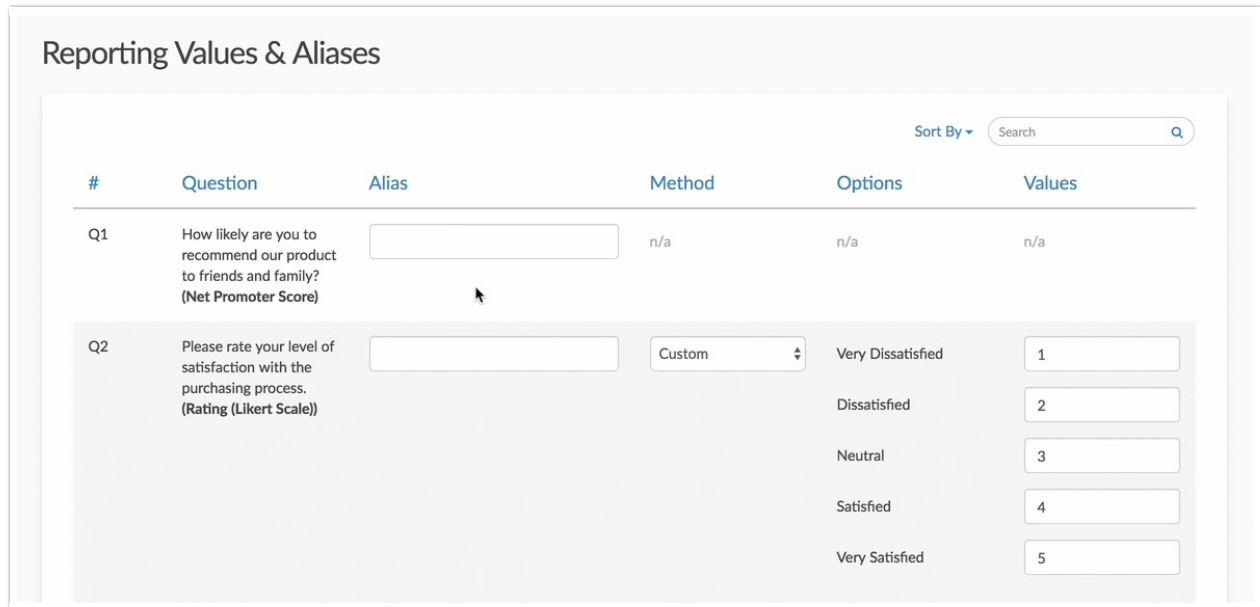 Reporting Values & Aliases
Sort By
Search
# Question Alias Method Options Values
Q1 How likely are you to n/a n/a n/a
recommend our product
to friends and family?
(Net Promoter Score)
Q2 Please rate your level of Custom Very Dissatisfied 1
satisfaction with the
purchasing process. Dissatisfied 2
(Rating (Likert Scale))
Neutral 3
Satisfied 4
Very Satisfied 5